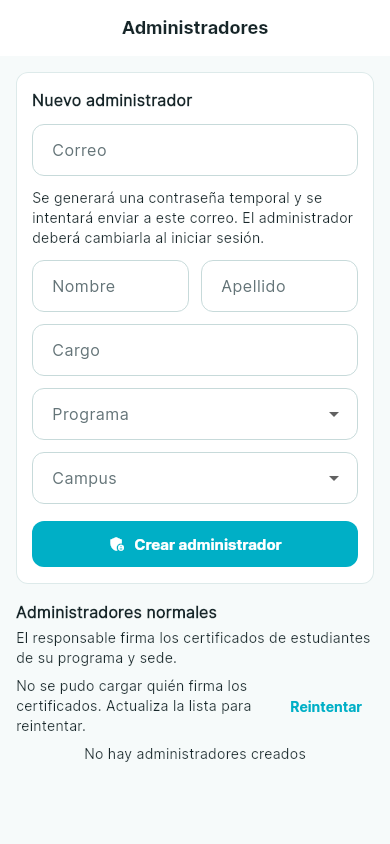 Administradores
Nuevo administrador
Correo
Se generará una contraseña temporal y se
intentará enviar a este correo. El administrador
deberá cambiarla al iniciar sesión.
Nombre
Apellido
Cargo
Programa
Campus
Crear administrador
Administradores normales
El responsable firma los certificados de estudiantes
de su programa y sede.
No se pudo cargar quién firma los
certificados. Actualiza la lista para
reintentar.
Reintentar
No hay administradores creados